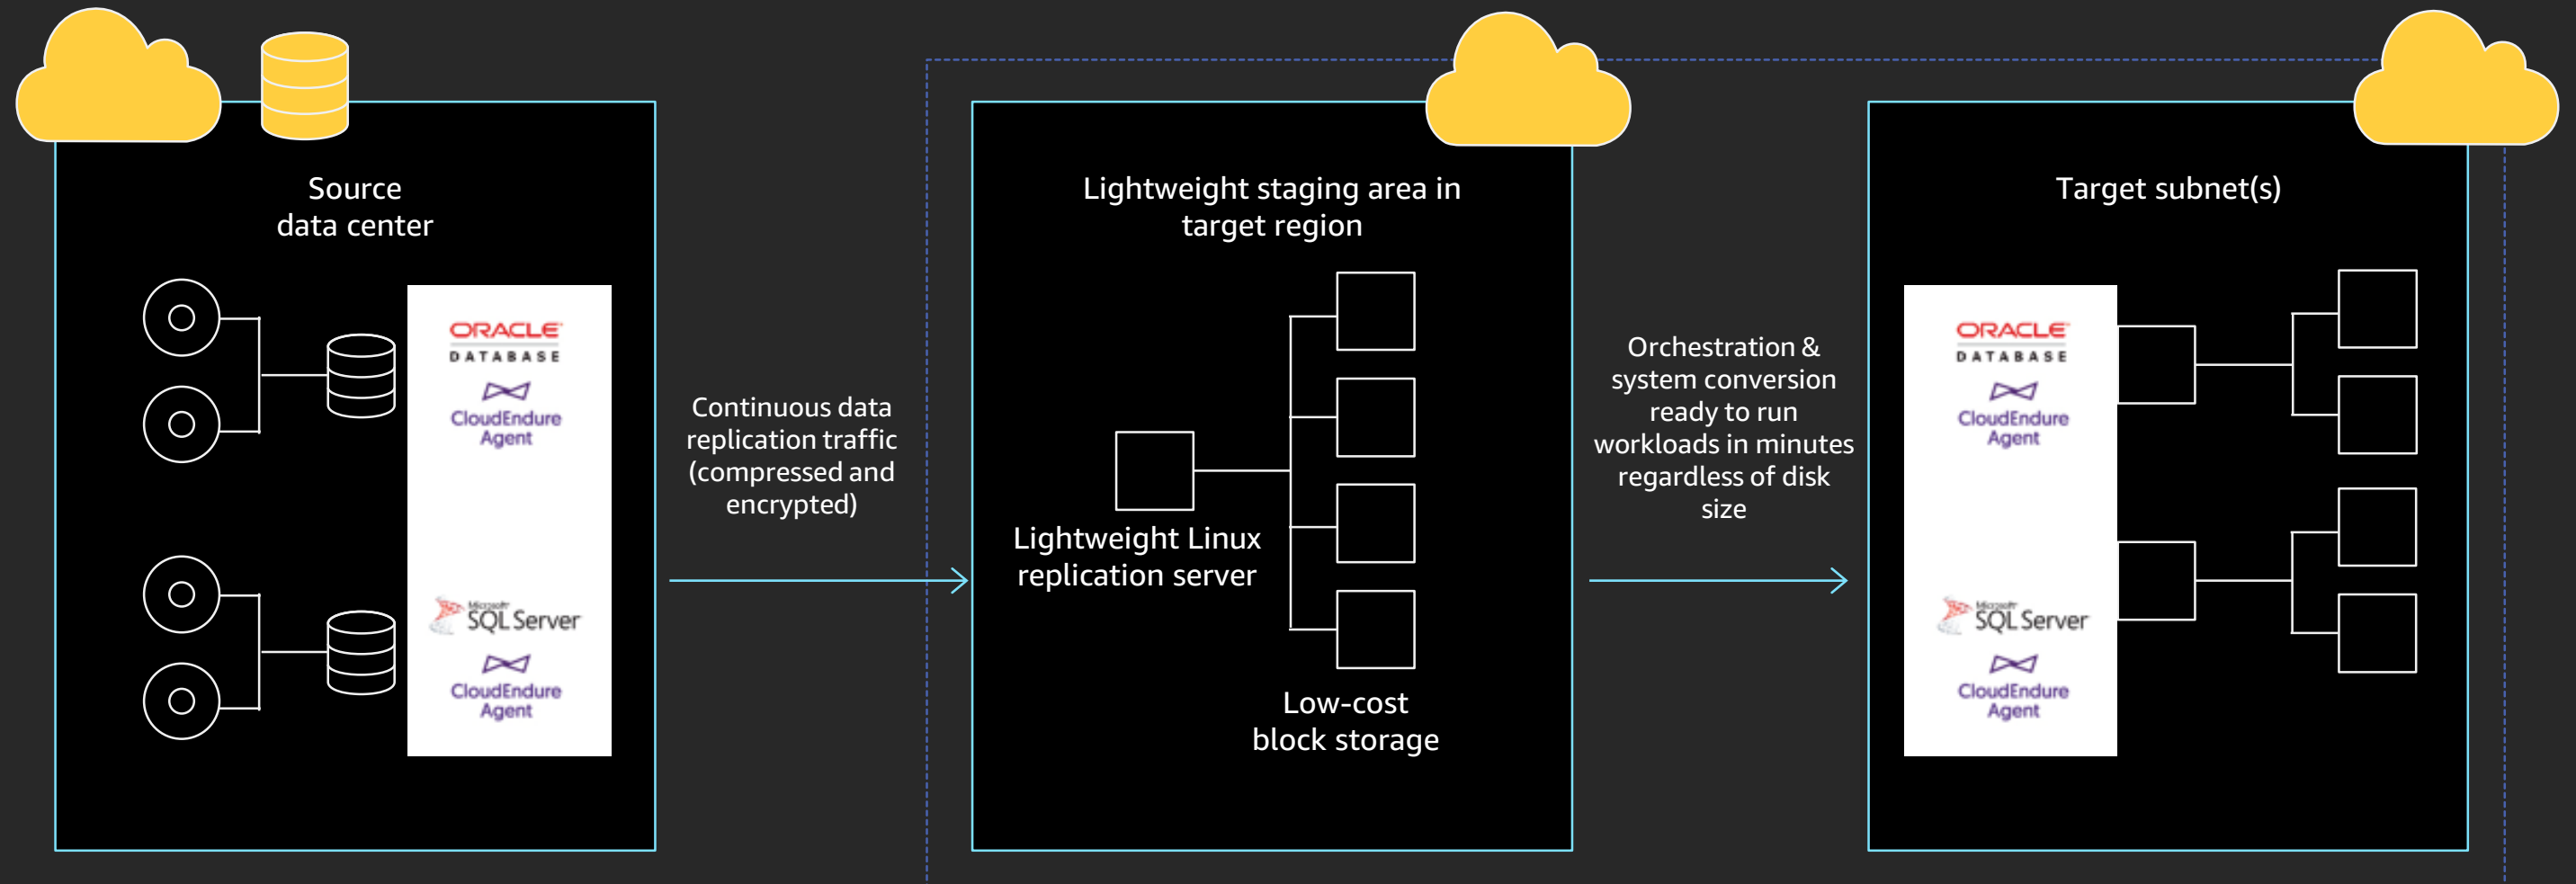 Source
data center
ORACLE
DATABASE
CloudEndure
Agent
Microsoft
SQL Server
CloudEndure
Agent
Continuous data
replication traffic
(compressed and
encrypted)
Lightweight staging area in
target region
Lightweight Linux
replication server
Low-cost
block storage
Orchestration &
system conversion
ready to run
workloads in minutes
regardless of disk
size
Target subnet(s)
ORACLE
DATABASE
CloudEndure
Agent
Microsoft
SQL Server
CloudEndure
Agent